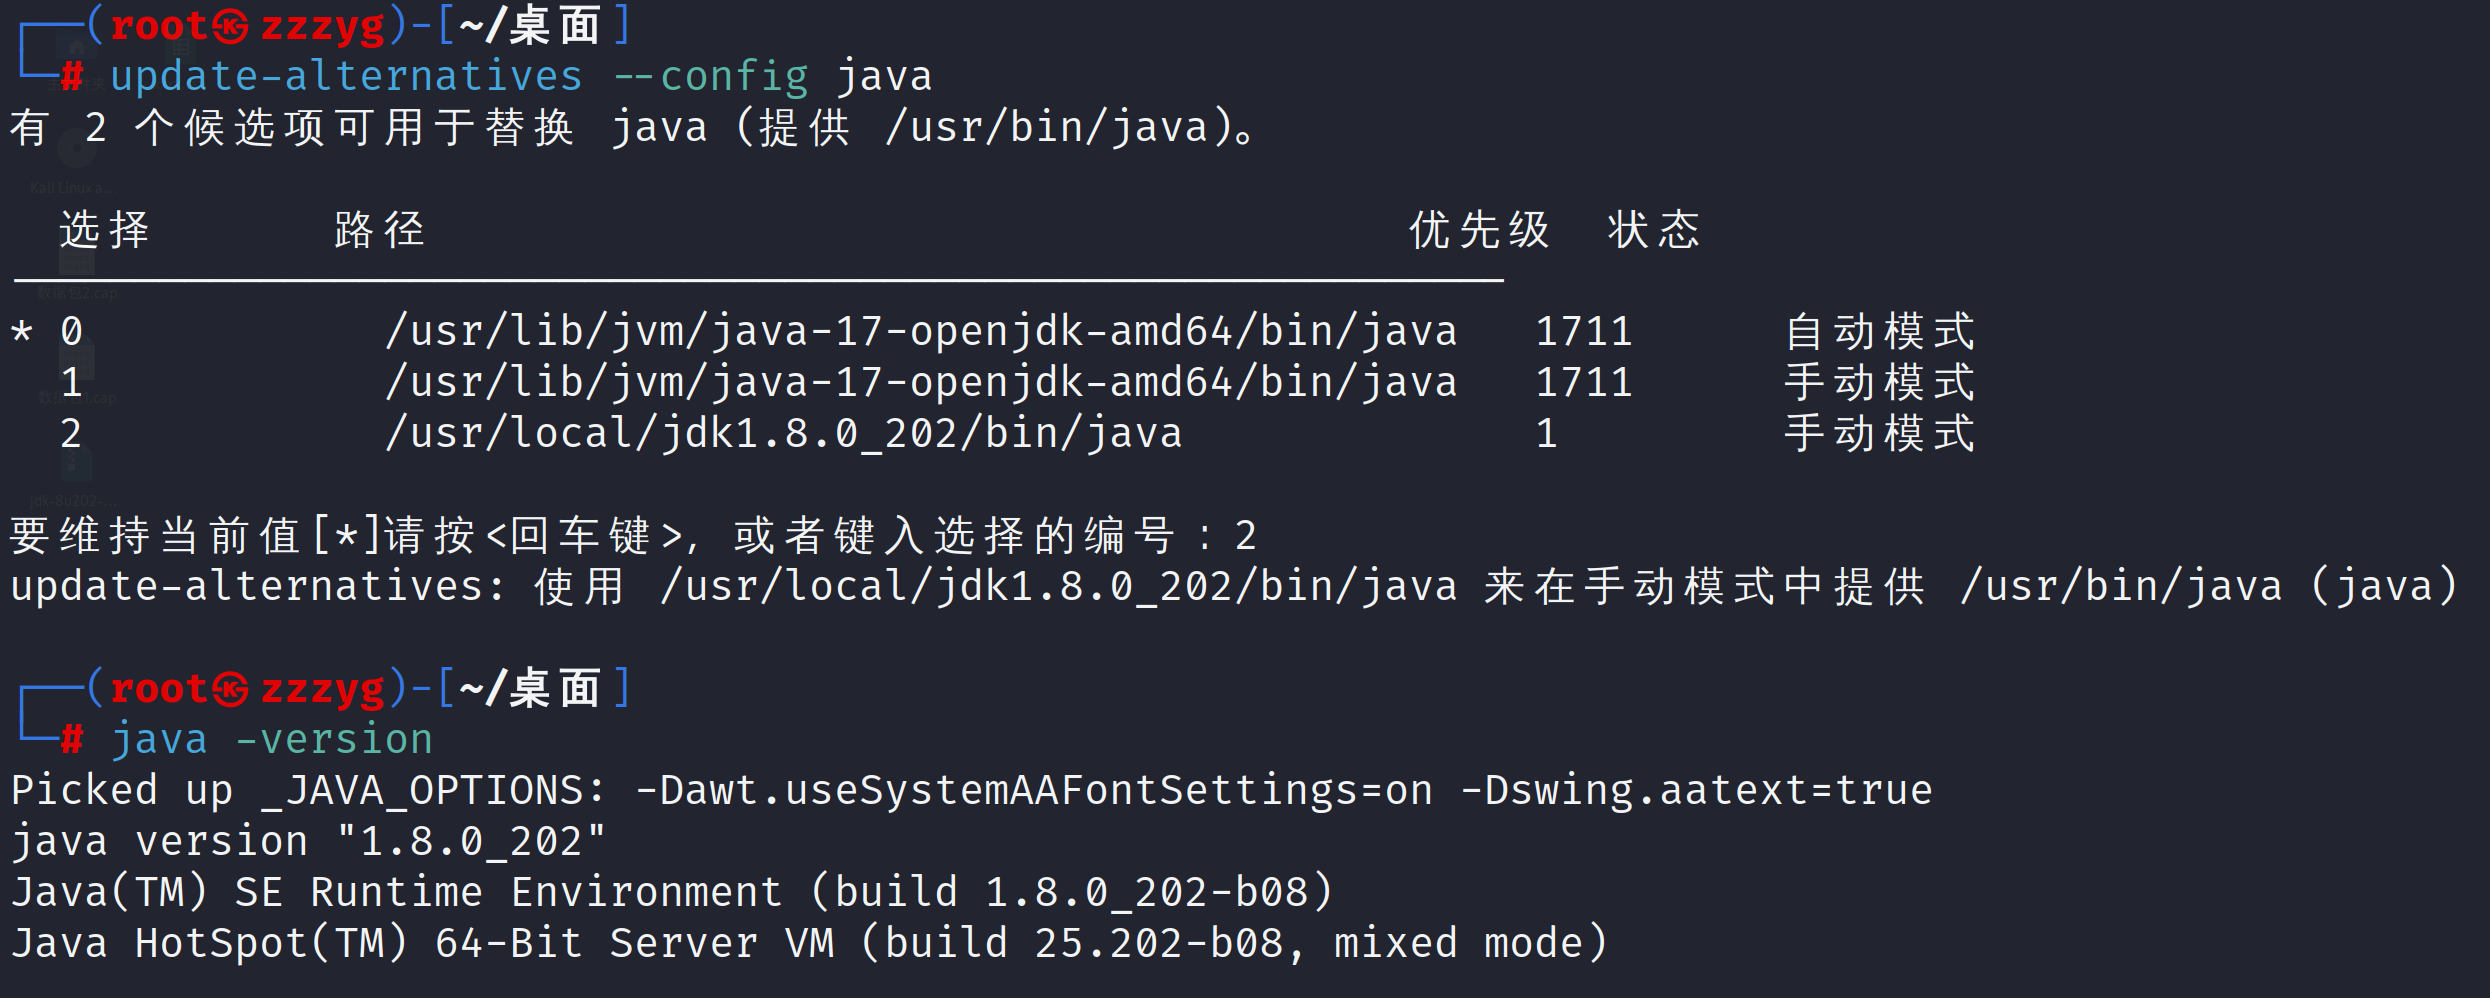 (root㉿zzzyg)-[~/桌面]
# update-alternatives --config java
有 2 个候选项可用于替换 java (提供 /usr/bin/java)。
选择 路径 优先级 状态
* 0 /usr/lib/jvm/java-17-openjdk-amd64/bin/java 1711 自动模式
1 /usr/lib/jvm/java-17-openjdk-amd64/bin/java 1711 手动模式
2 /usr/local/jdk1.8.0_202/bin/java 1 手动模式
要维持当前值[*]请按<回车键>, 或者键入选择的编号：2
update-alternatives: 使用 /usr/local/jdk1.8.0_202/bin/java 来在手动模式中提供 /usr/bin/java (java)
(root㉿zzzyg)-[~/桌面]
# java -version
Picked up _JAVA_OPTIONS: -Dawt.useSystemAAFontSettings=on -Dswing.aatext=true
java version "1.8.0_202"
Java(TM) SE Runtime Environment (build 1.8.0_202-b08)
Java HotSpot(TM) 64-Bit Server VM (build 25.202-b08, mixed mode)